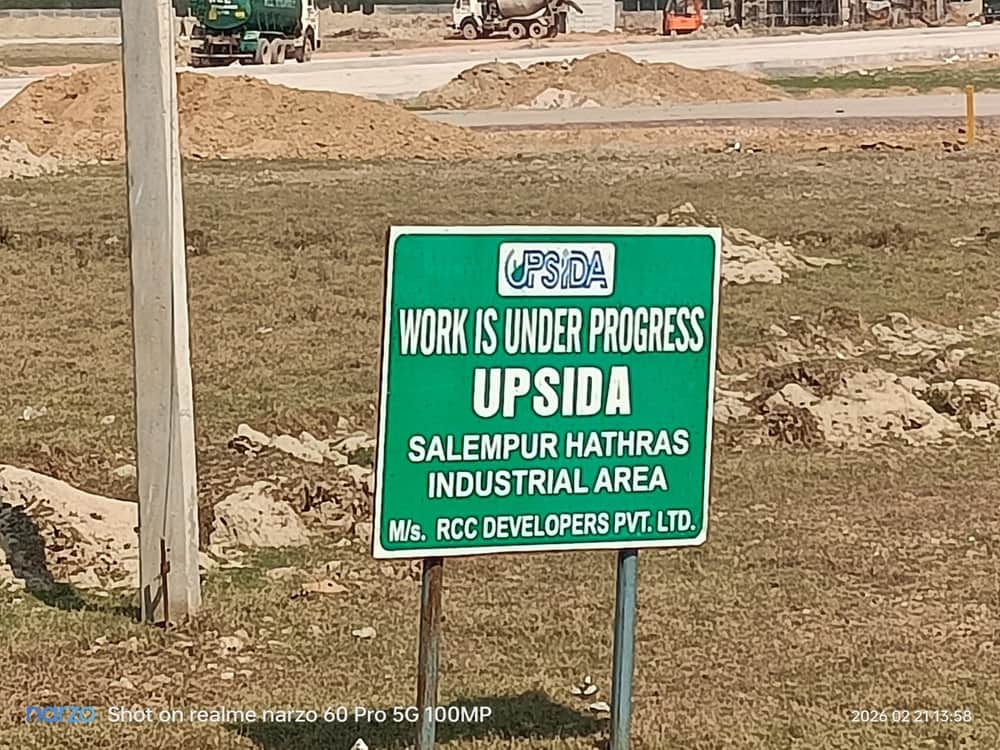 UPSIDA
WORK IS UNDER PROGRESS
UPSIDA
SALEMPUR HATHRAS
INDUSTRIAL AREA
M/s. RCC DEVELOPERS PVT. LTD.
narzo Shot on realme narzo 60 Pro 5G 100MP
2026 02 21 13:58